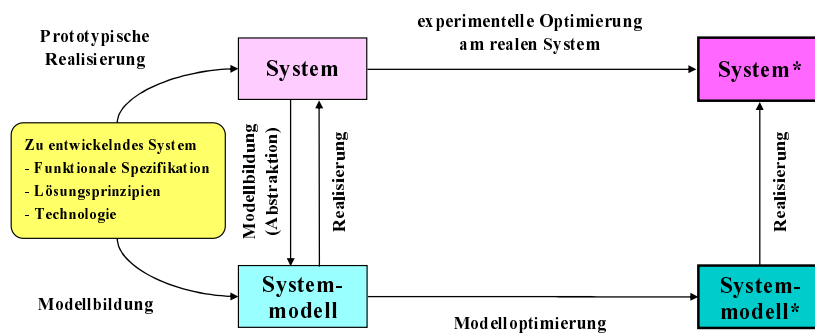 Prototypische
Realisierung
experimentelle Optimierung
am realen System
System
System*
Zu entwickelndes System
- Funktionale Spezifikation
- Lösungsprinzipien
- Technologie
Modellbildung
(Abstraktion)
Realisierung
Realisierung
Modellbildung
System-
modell
Modelloptimierung
System-
modell*